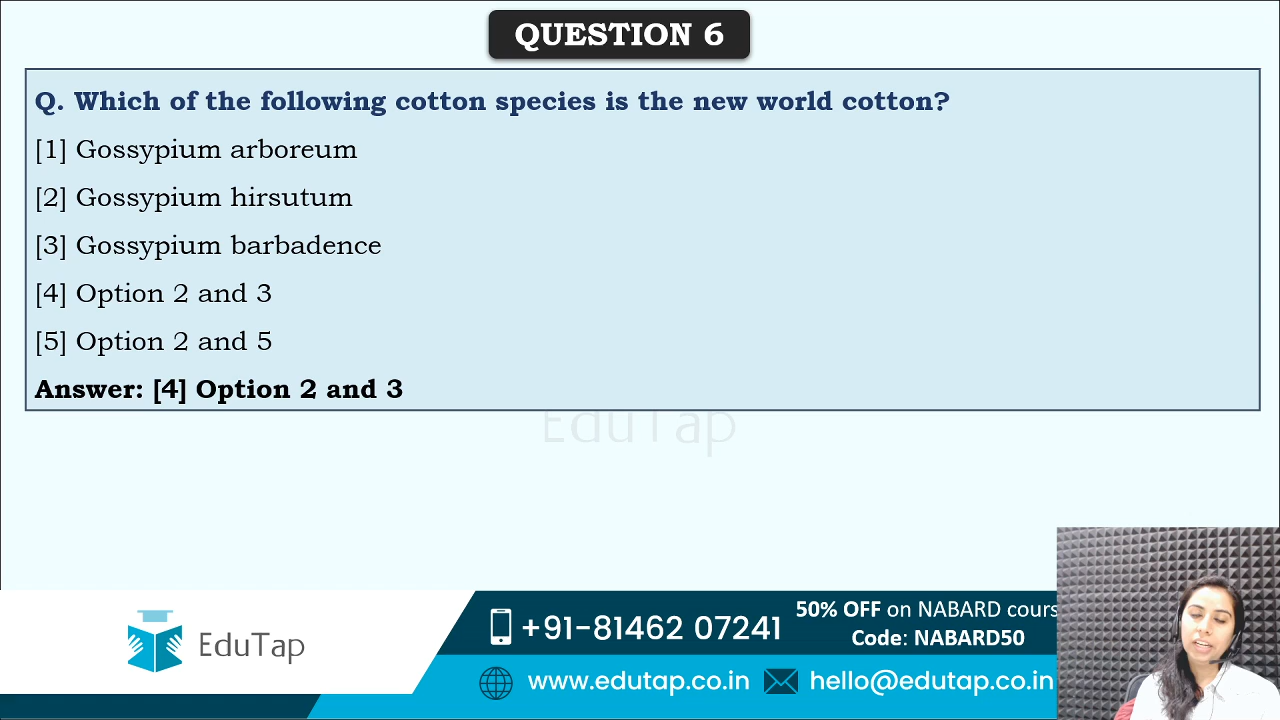 QUESTION 6
Q. Which of the following cotton species is the new world cotton?
[1] Gossypium arboreum
[2] Gossypium hirsutum
[3] Gossypium barbadence
[4] Option 2 and 3
[5] Option 2 and 5
Answer: [4] Option 2 and 3
EduTap
EduTap
+91-81462 07241
50% OFF on NABARD cours
Code: NABARD50
www.edutap.co.in
hello@edutap.co.in